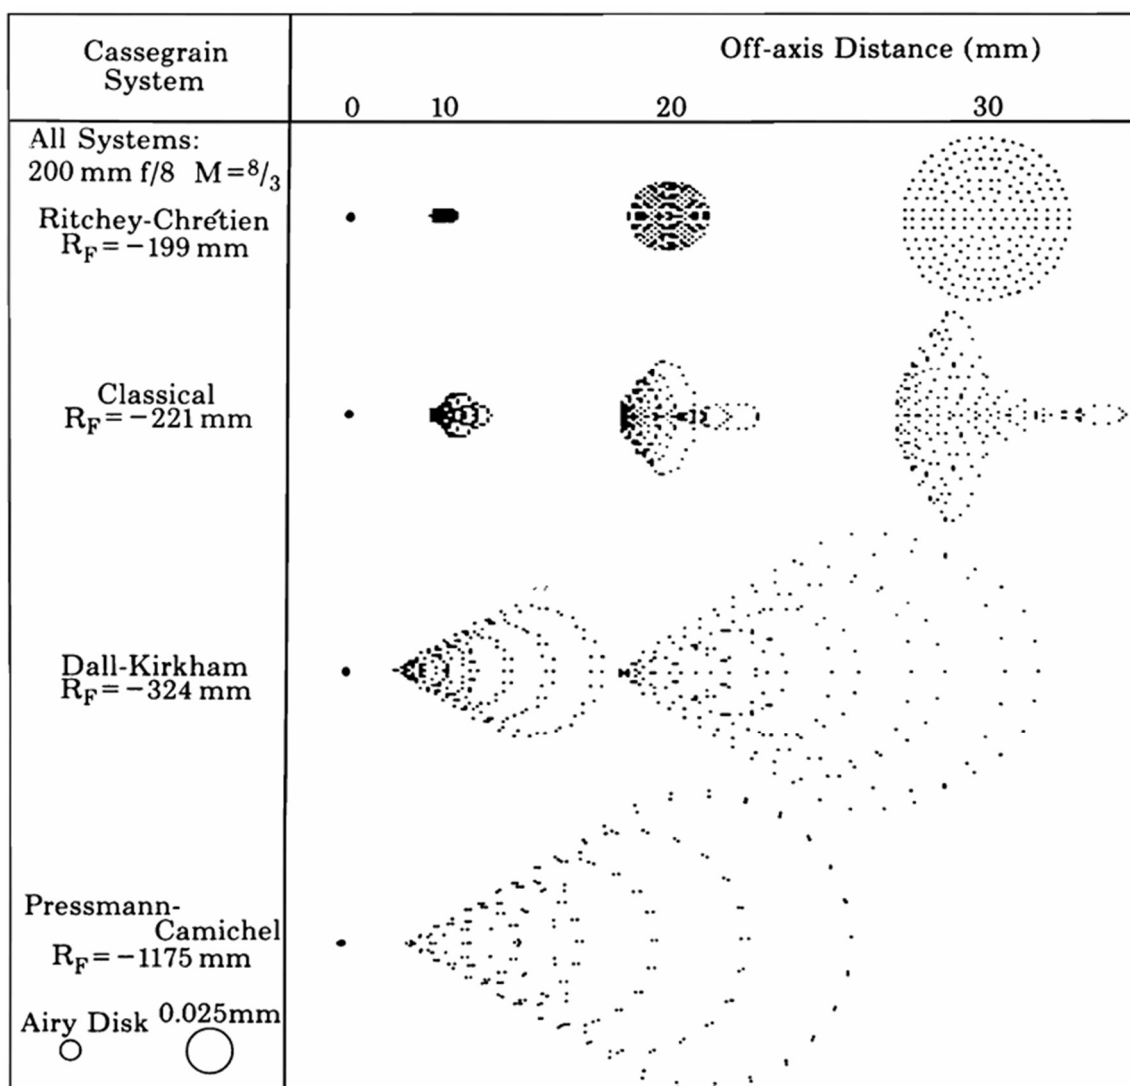 Cassegrain
System
Off-axis Distance (mm)
0 10 20 30
All Systems:
200 mm f/8 M=8/3
Ritchey-Chrétien
R_F=−199 mm
Classical
R_F=−221 mm
Dall-Kirkham
R_F=−324 mm
Pressmann-
Camichel
R_F=−1175 mm
Airy Disk 0.025mm